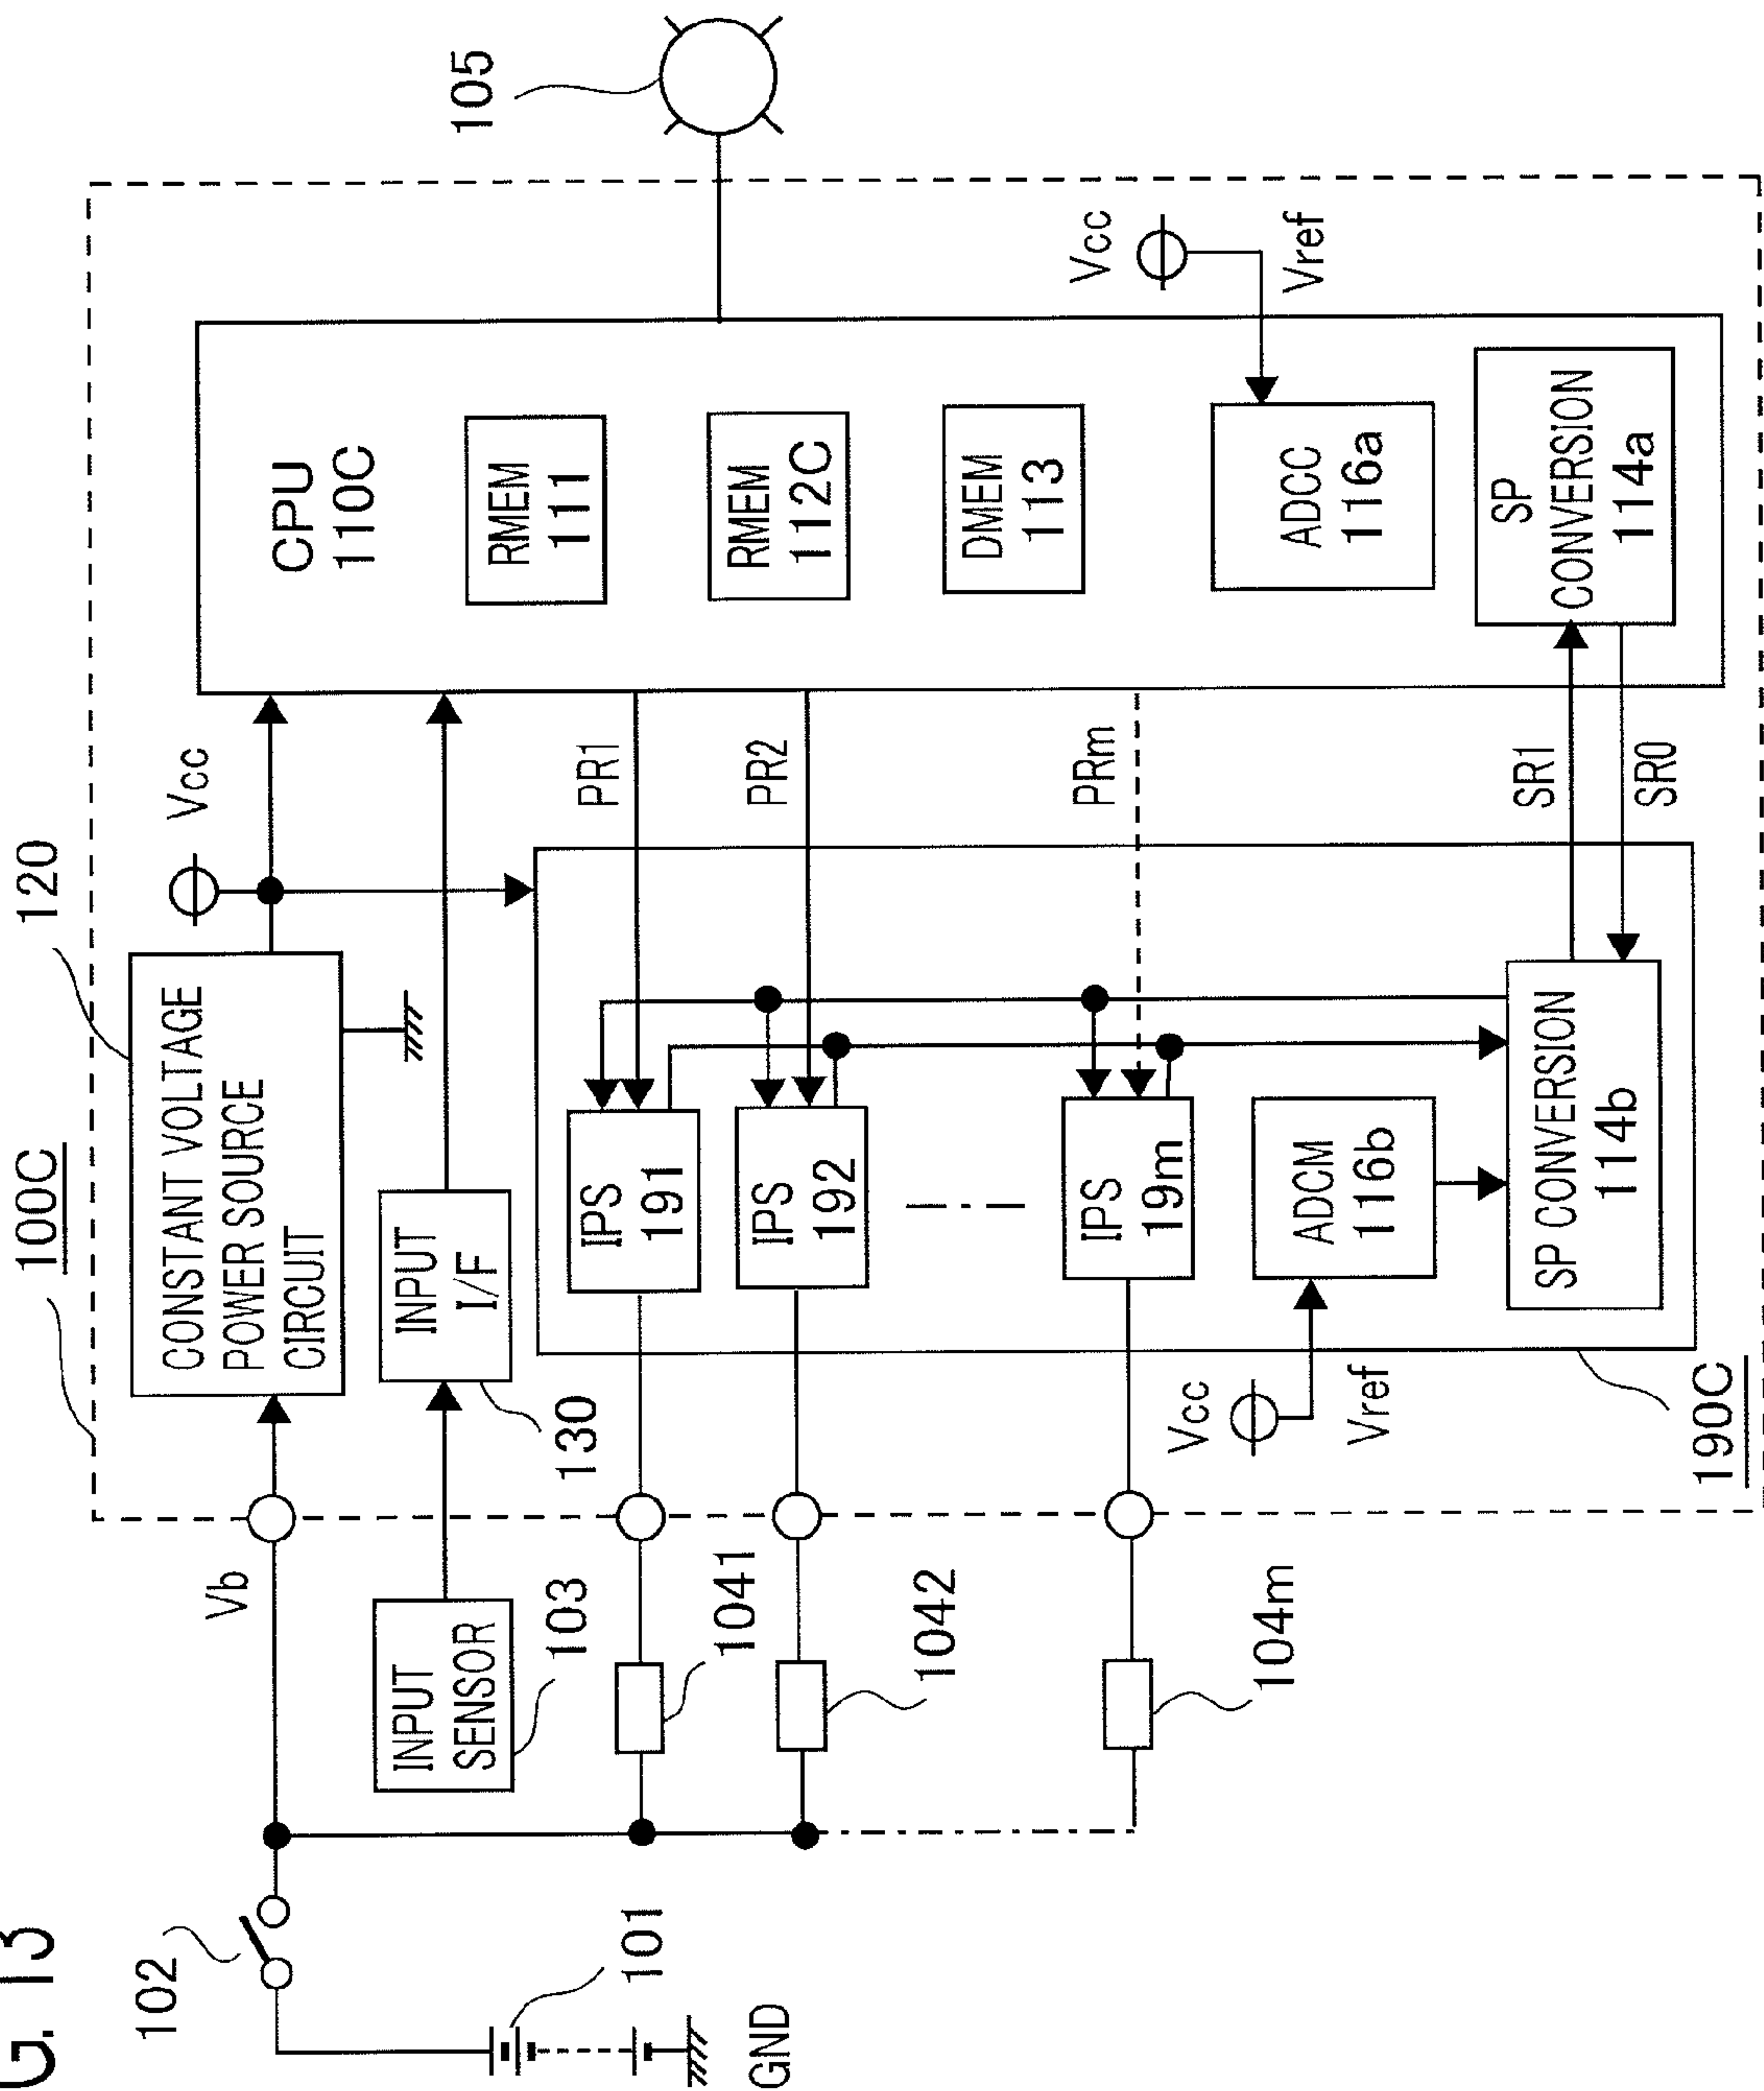 G. 13
100C
120
102
101
GND
Vb
CONSTANT VOLTAGE
POWER SOURCE
CIRCUIT
Vcc
105
INPUT
SENSOR
103
INPUT
I/F
130
CPU
110C
RMEM
111
RMEM
112C
DMEM
113
ADCC
116a
Vcc
Vref
SP
CONVERSION
114a
PR1
PR2
PRm
SR1
SR0
1041
1042
104m
IPS
191
IPS
192
IPS
19m
Vcc
Vref
ADCM
116b
SP CONVERSION
114b
190C